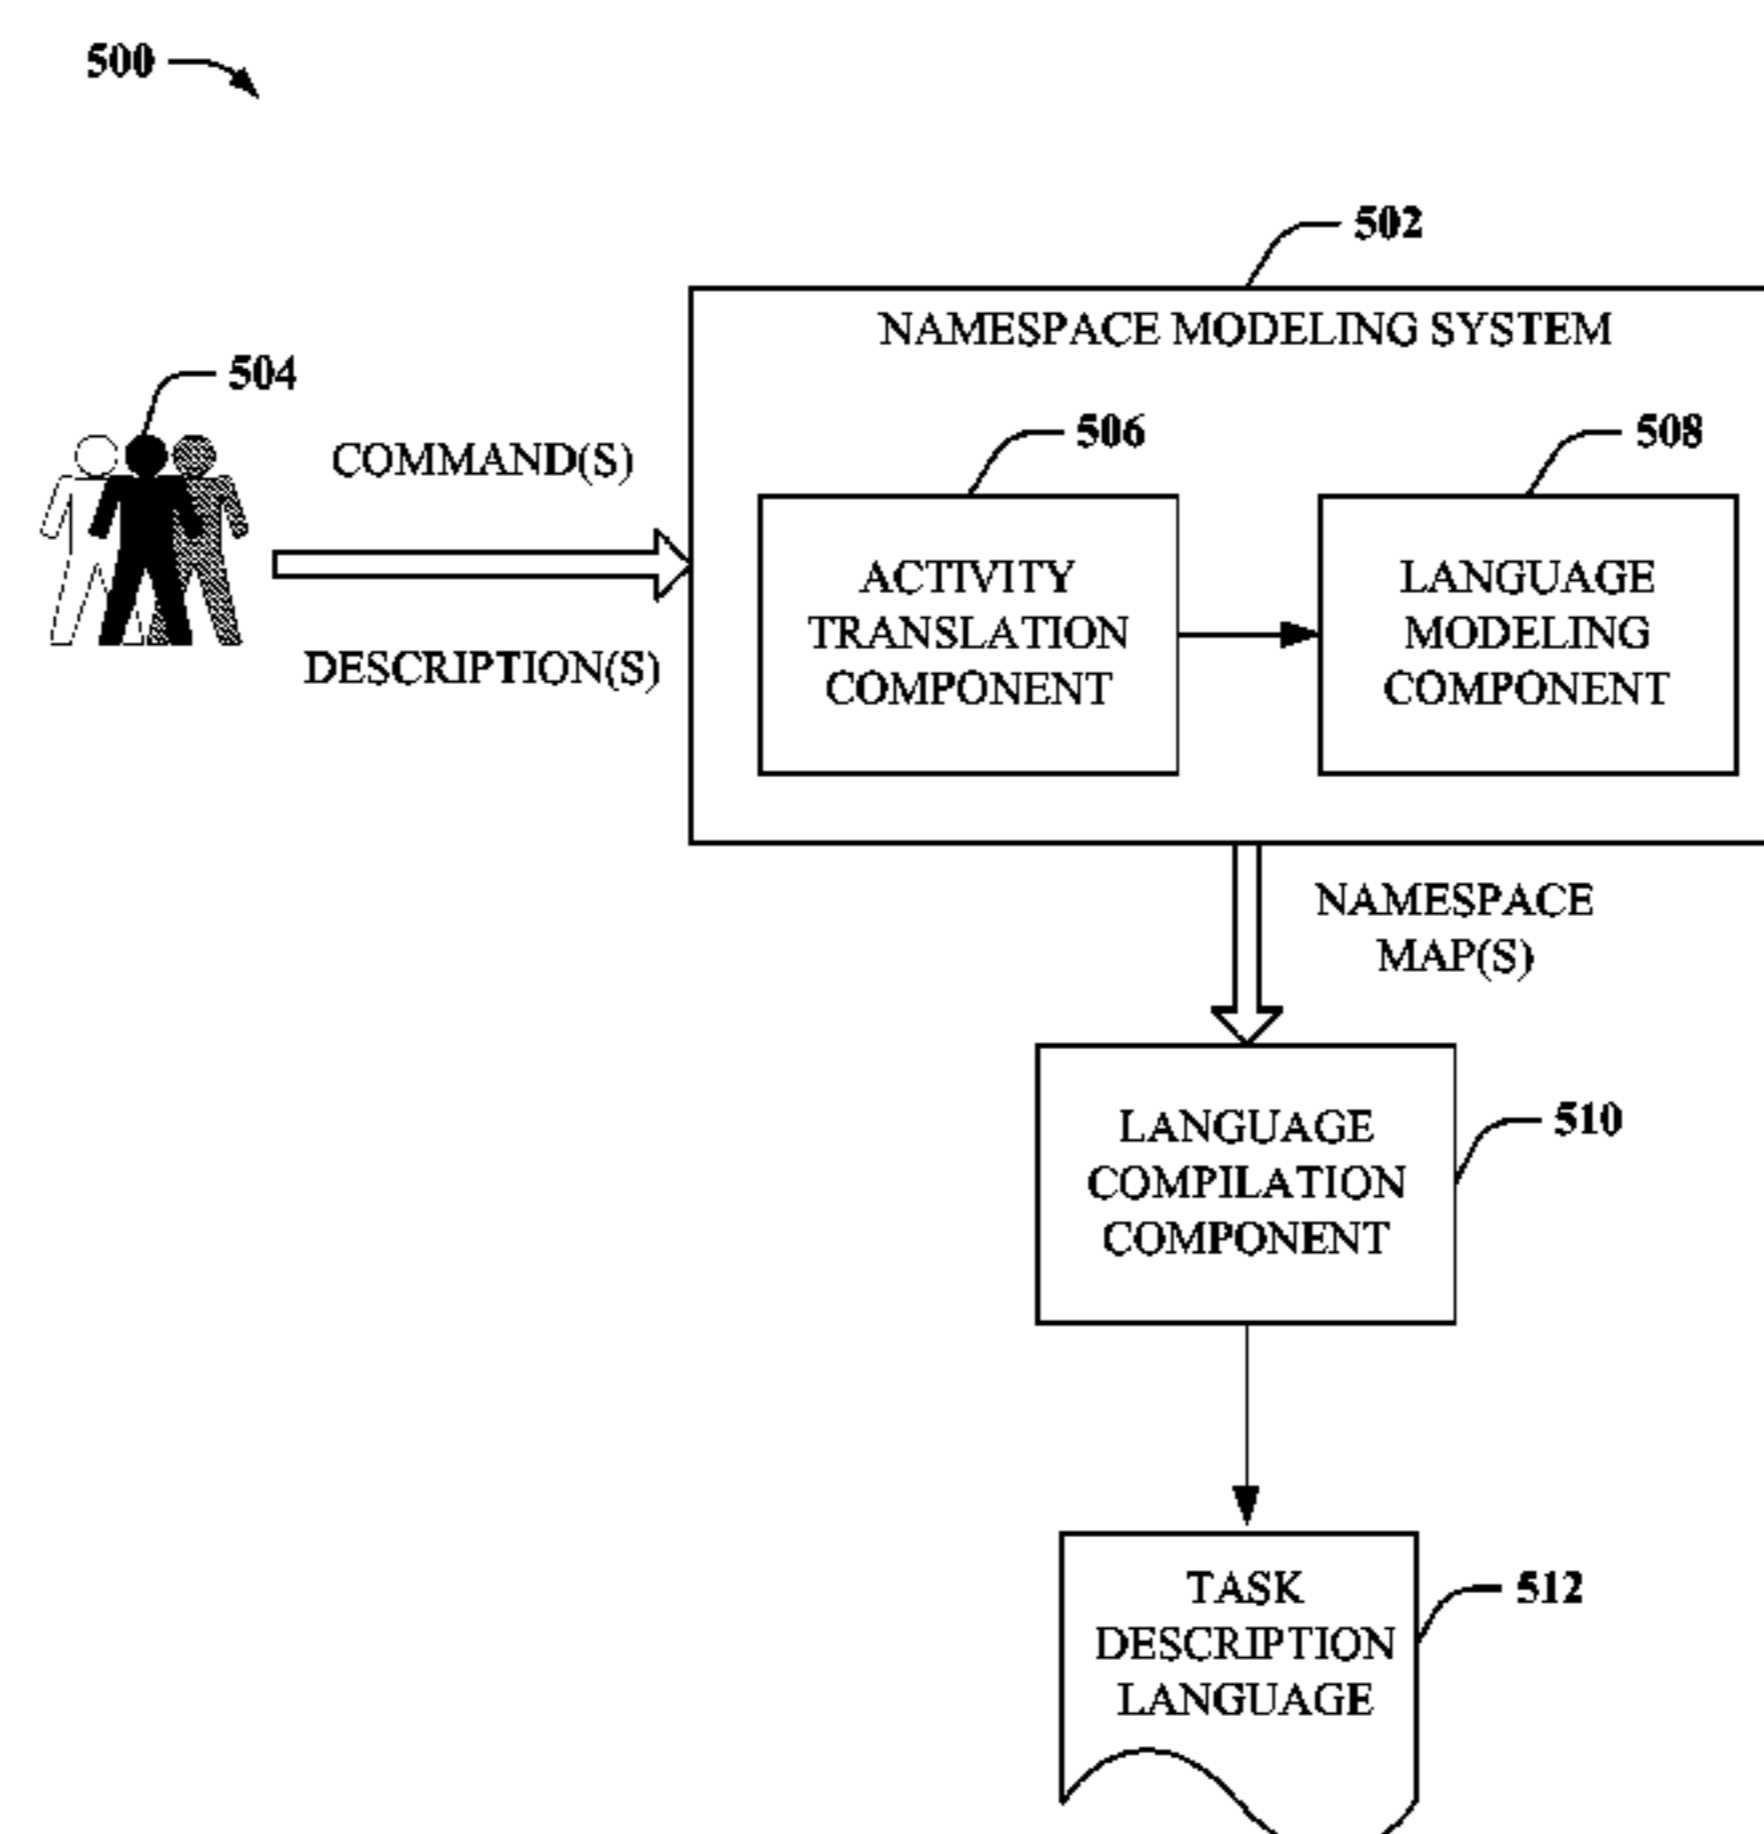 500
502
NAMESPACE MODELING SYSTEM
504
COMMAND(S)
DESCRIPTION(S)
506
ACTIVITY
TRANSLATION
COMPONENT
508
LANGUAGE
MODELING
COMPONENT
NAMESPACE
MAP(S)
LANGUAGE
COMPILATION
COMPONENT
510
TASK
DESCRIPTION
LANGUAGE
512